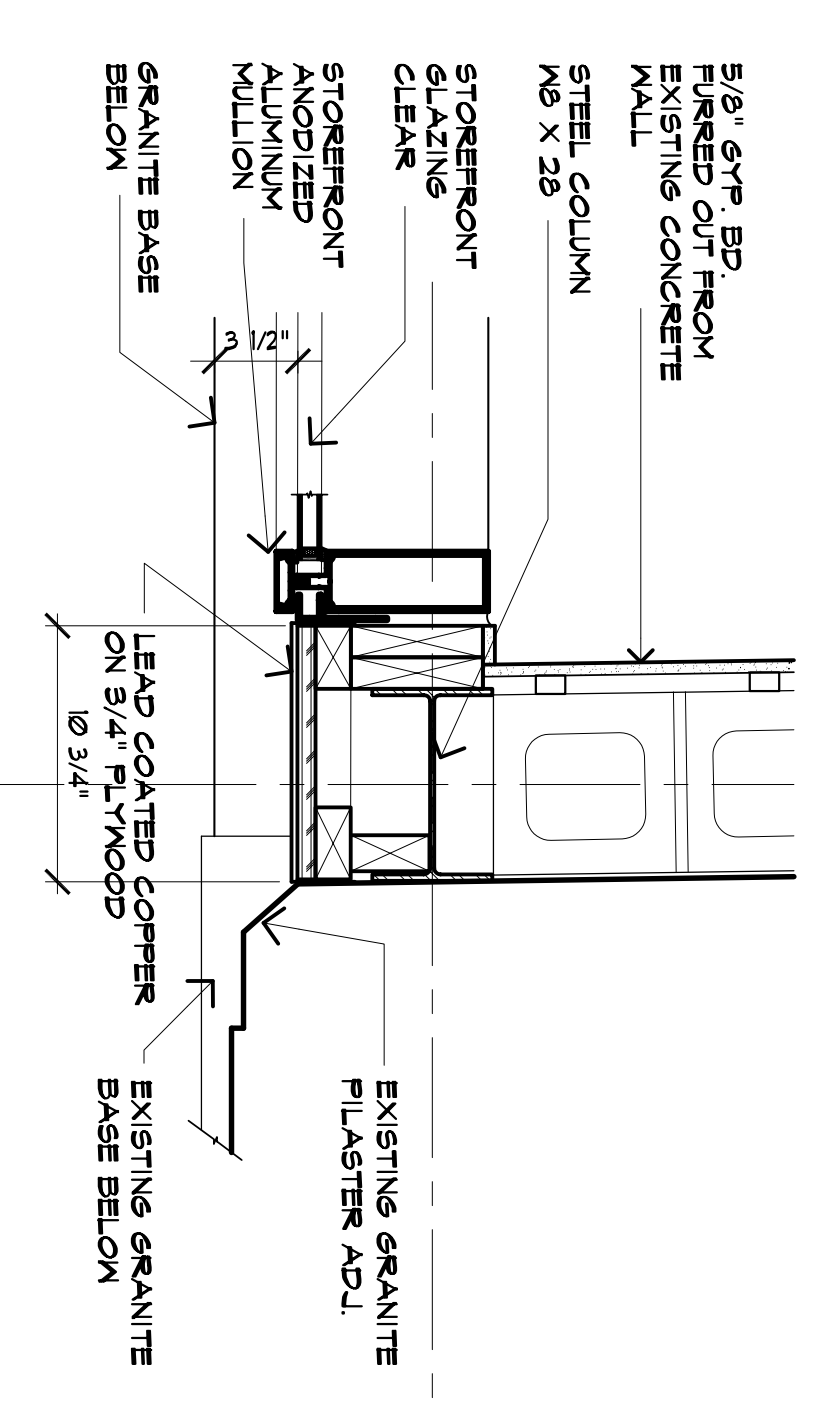 5/8" GYP. BD.
FURRED OUT FROM
EXISTING CONCRETE
WALL
STEEL COLUMN
W8 X 28
STOREFRONT
GLAZING
CLEAR
STOREFRONT
ANODIZED
ALUMINUM
MULLION
GRANITE BASE
BELOW
3 1/2"
LEAD COATED COPPER
ON 3/4" PLYWOOD
10 3/4"
EXISTING GRANITE
PILASTER ADJ.
EXISTING GRANITE
BASE BELOW